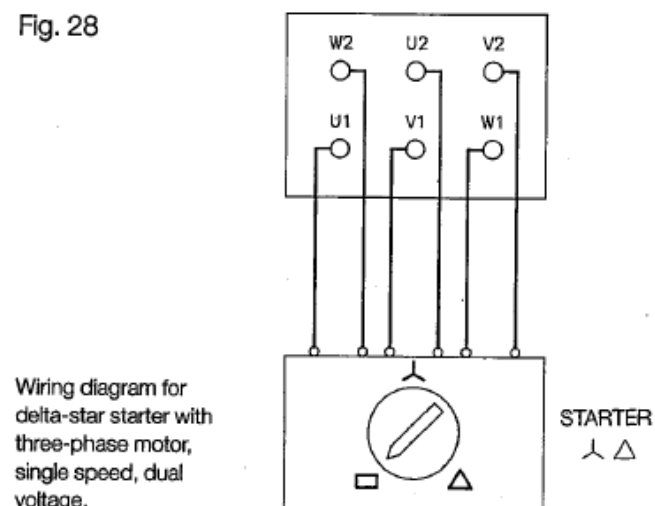 Fig. 28
W2 U2 V2
U1 V1 W1
Wiring diagram for
delta-star starter with
three-phase motor,
single speed, dual
voltage.
STARTER